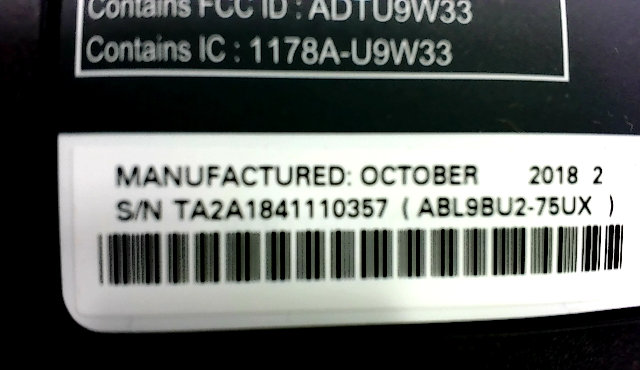 Contains FCC ID : ADTU9W33
Contains IC : 1178A-U9W33
MANUFACTURED: OCTOBER 2018 2
S/N TA2A1841110357 ( ABL9BU2-75UX )